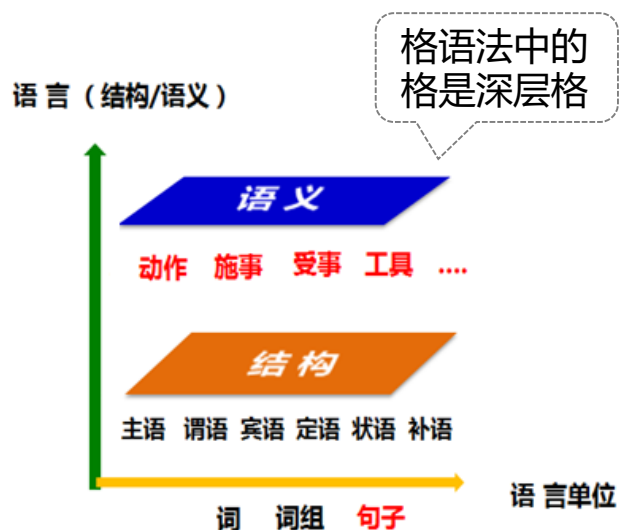 格语法中的
格是深层格
语 言（结构/语义）
语 义
动作 施事 受事 工具 ....
结 构
主语 谓语 宾语 定语 状语 补语
语 言单位
词 词组 句子